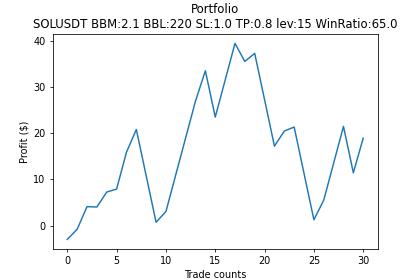 Portfolio
SOLUSDT BBM:2.1 BBL:220 SL:1.0 TP:0.8 lev:15 WinRatio:65.0
40
30
20
10
0
Profit ($)
0 5 10 15 20 25 30
Trade counts